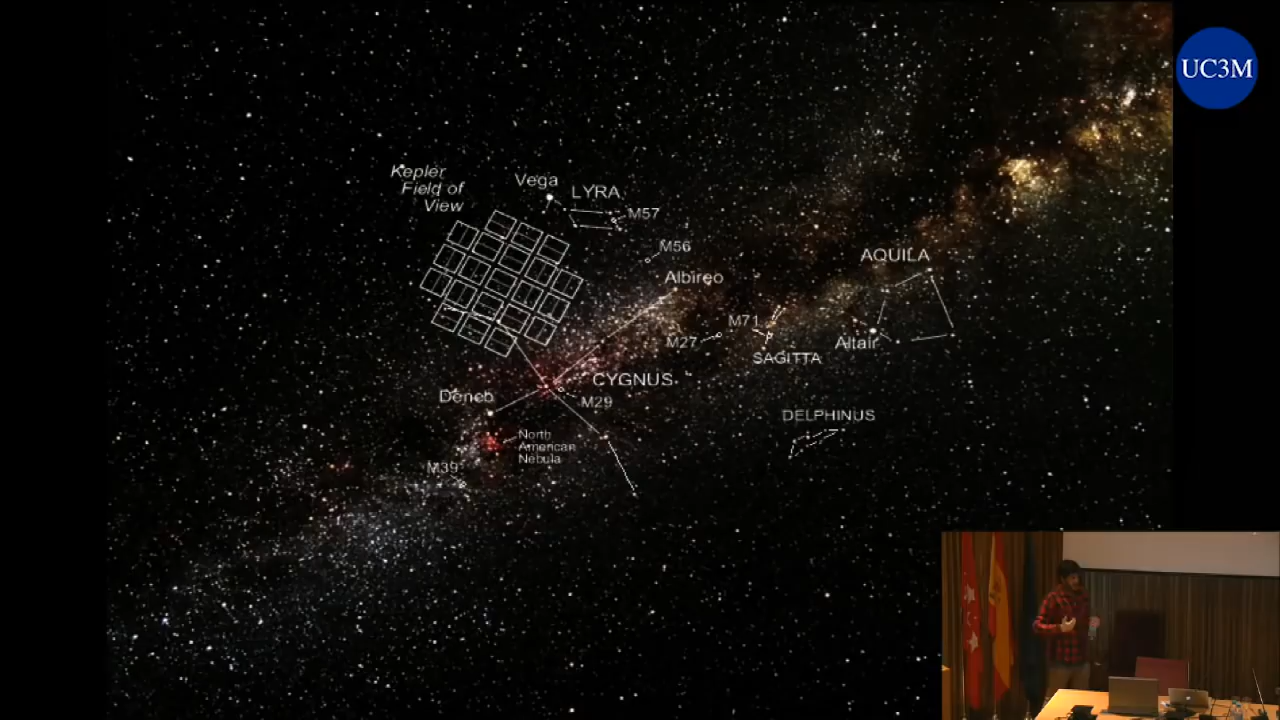 UC3M
Kepler
Field of
View
Vega
LYRA
M57
M56
Albireo
AQUILA
M71
M27
SAGITTA
Altair
CYGNUS
Deneb
M29
DELPHINUS
North
American
Nebula
M39